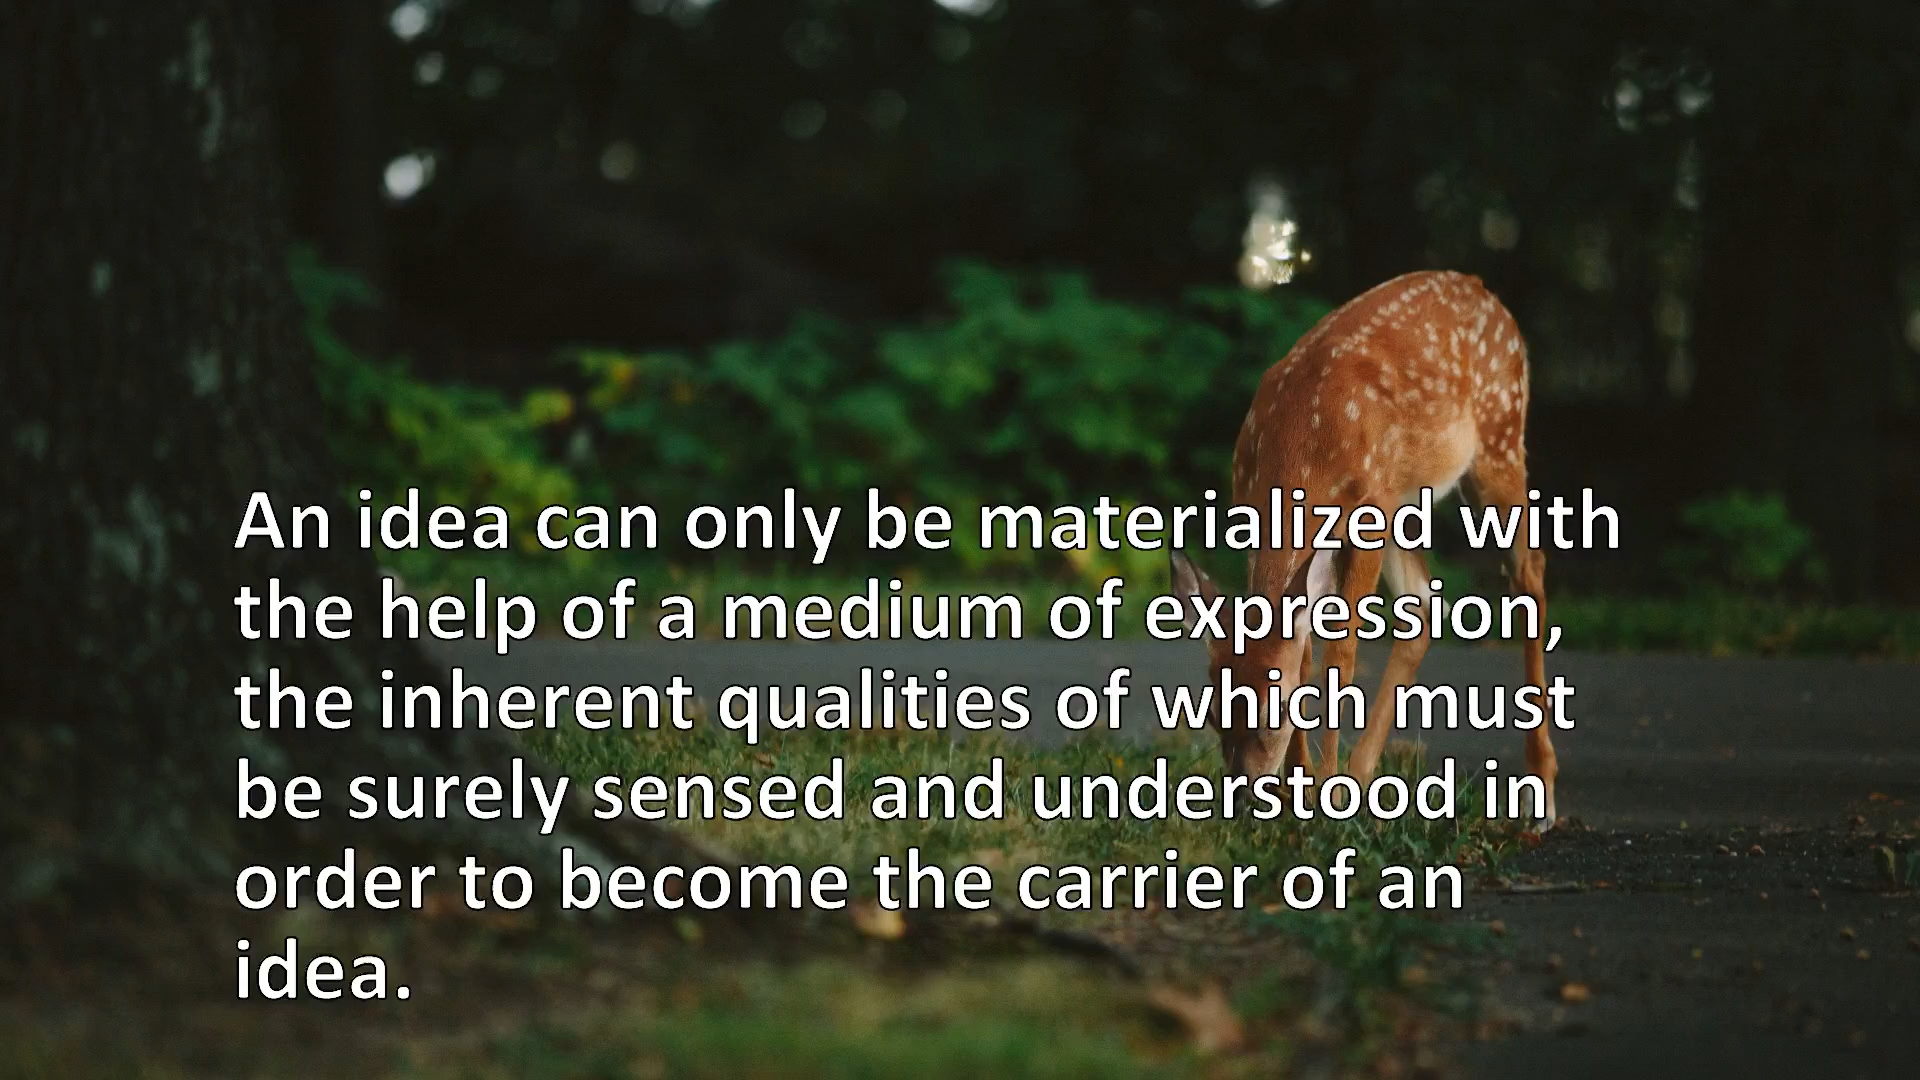 An idea can only be materialized with
the help of a medium of expression,
the inherent qualities of which must
be surely sensed and understood in
order to become the carrier of an
idea.